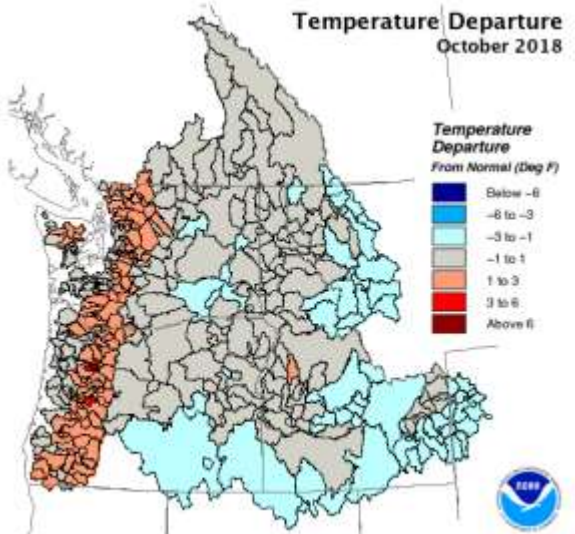 Temperature Departure
October 2018
Temperature
Departure
From Normal (Deg F)
Below -6
-6 to -3
-3 to -1
-1 to 1
1 to 3
3 to 6
Above 6